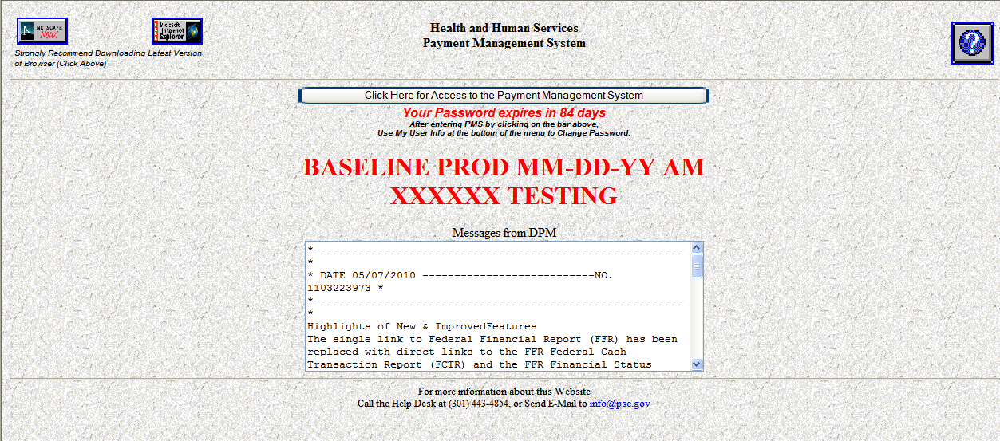 NETSCAPE
Now!
Microsoft
Internet
Explorer
Strongly Recommend Downloading Latest Version
of Browser (Click Above)
Health and Human Services
Payment Management System
?
Click Here for Access to the Payment Management System
Your Password expires in 84 days
After entering PMS by clicking on the bar above,
Use My User Info at the bottom of the menu to Change Password.
BASELINE PROD MM-DD-YY AM
XXXXXX TESTING
Messages from DPM
*----------------------------------------------------------
*
* DATE 05/07/2010 ---------------------------NO.
1103223973 *
*----------------------------------------------------------
*
Highlights of New & ImprovedFeatures
The single link to Federal Financial Report (FFR) has been
replaced with direct links to the FFR Federal Cash
Transaction Report (FCTR) and the FFR Financial Status
For more information about this Website
Call the Help Desk at (301) 443-4854, or Send E-Mail to info@psc.gov